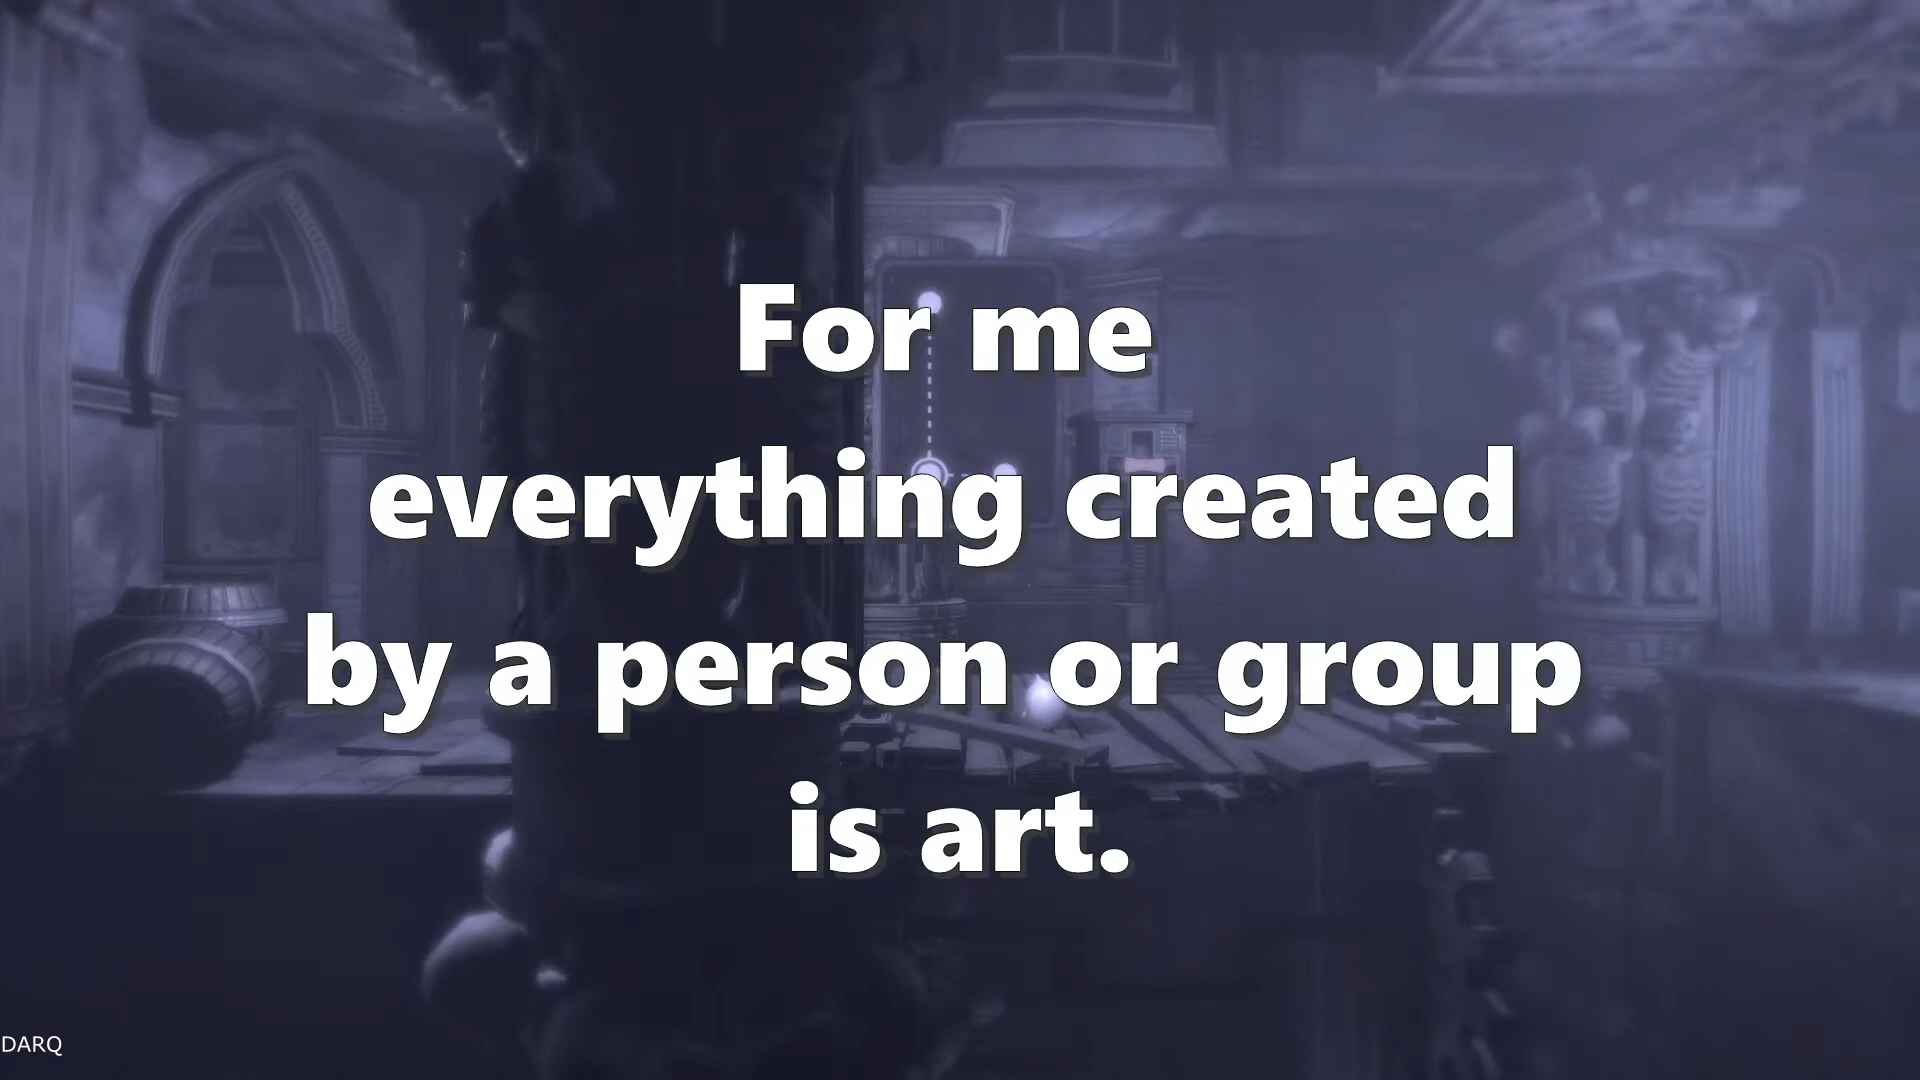 For me
everything created
by a person or group
is art.
DARQ